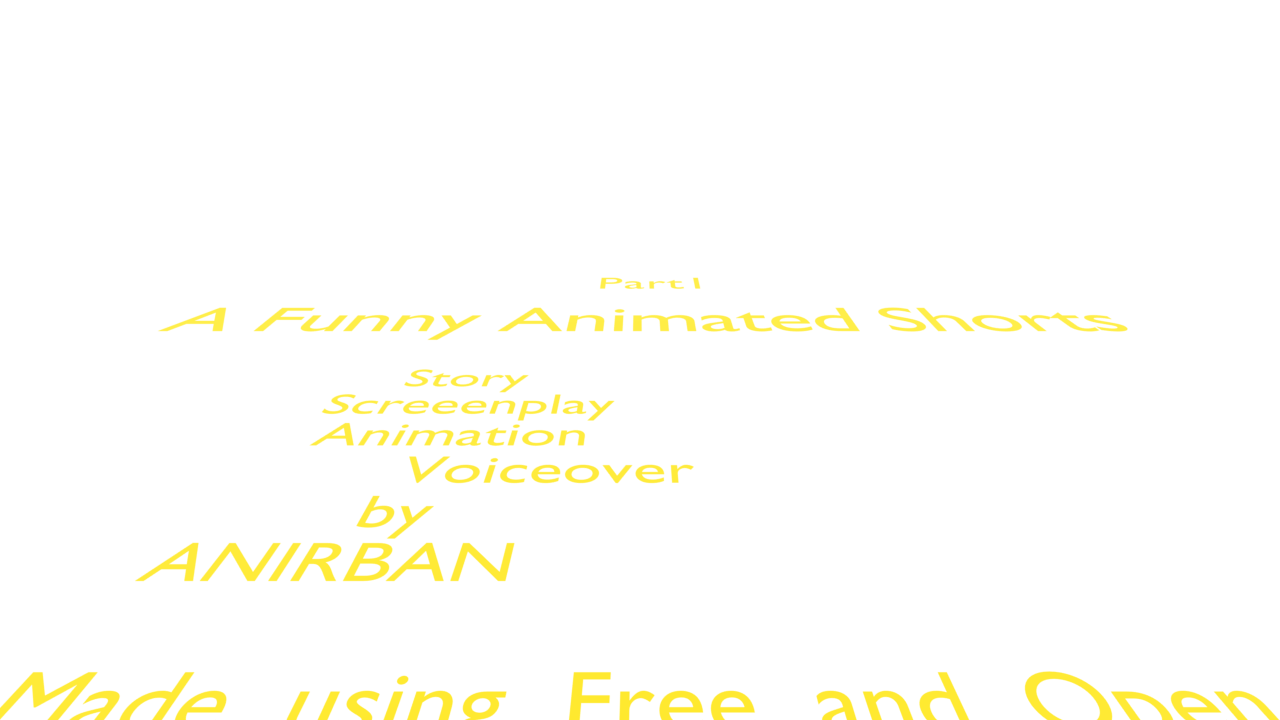 Part I
A Funny Animated Shorts
Story
Screeenplay
Animation
Voiceover
by
ANIRBAN
Made using Free and Open